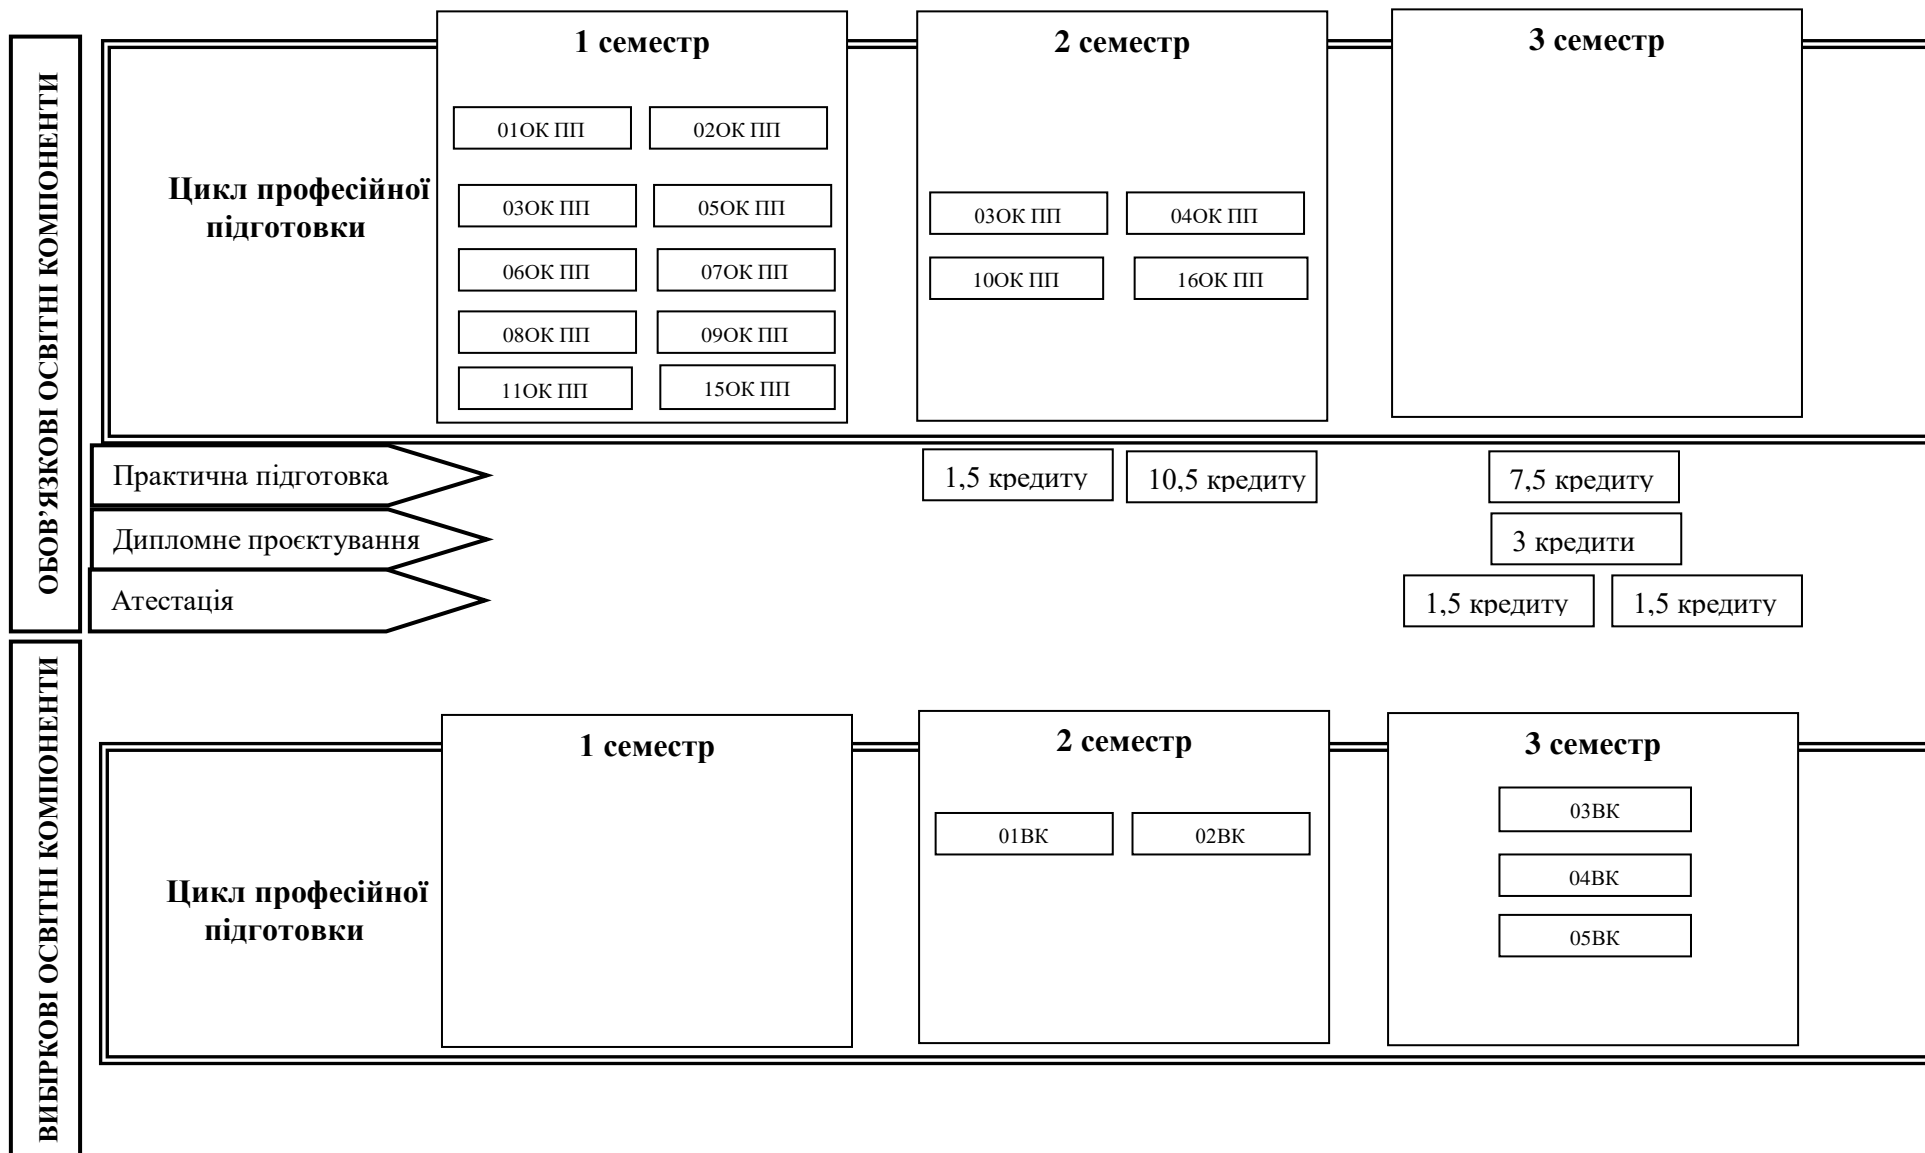 ОБОВ’ЯЗКОВІ ОСВІТНІ КОМПІОНЕНТИ
1 семестр
2 семестр
3 семестр
Цикл професійної
підготовки
01ОК ПП
02ОК ПП
03ОК ПП
05ОК ПП
06ОК ПП
07ОК ПП
08ОК ПП
09ОК ПП
11ОК ПП
15ОК ПП
03ОК ПП
04ОК ПП
10ОК ПП
16ОК ПП
Практична підготовка
1,5 кредиту
10,5 кредиту
7,5 кредиту
Дипломне проєктування
3 кредити
Атестація
1,5 кредиту
1,5 кредиту
ВИБІРКОВІ ОСВІТНІ КОМПІОНЕНТИ
1 семестр
2 семестр
3 семестр
Цикл професійної
підготовки
01ВК
02ВК
03ВК
04ВК
05ВК